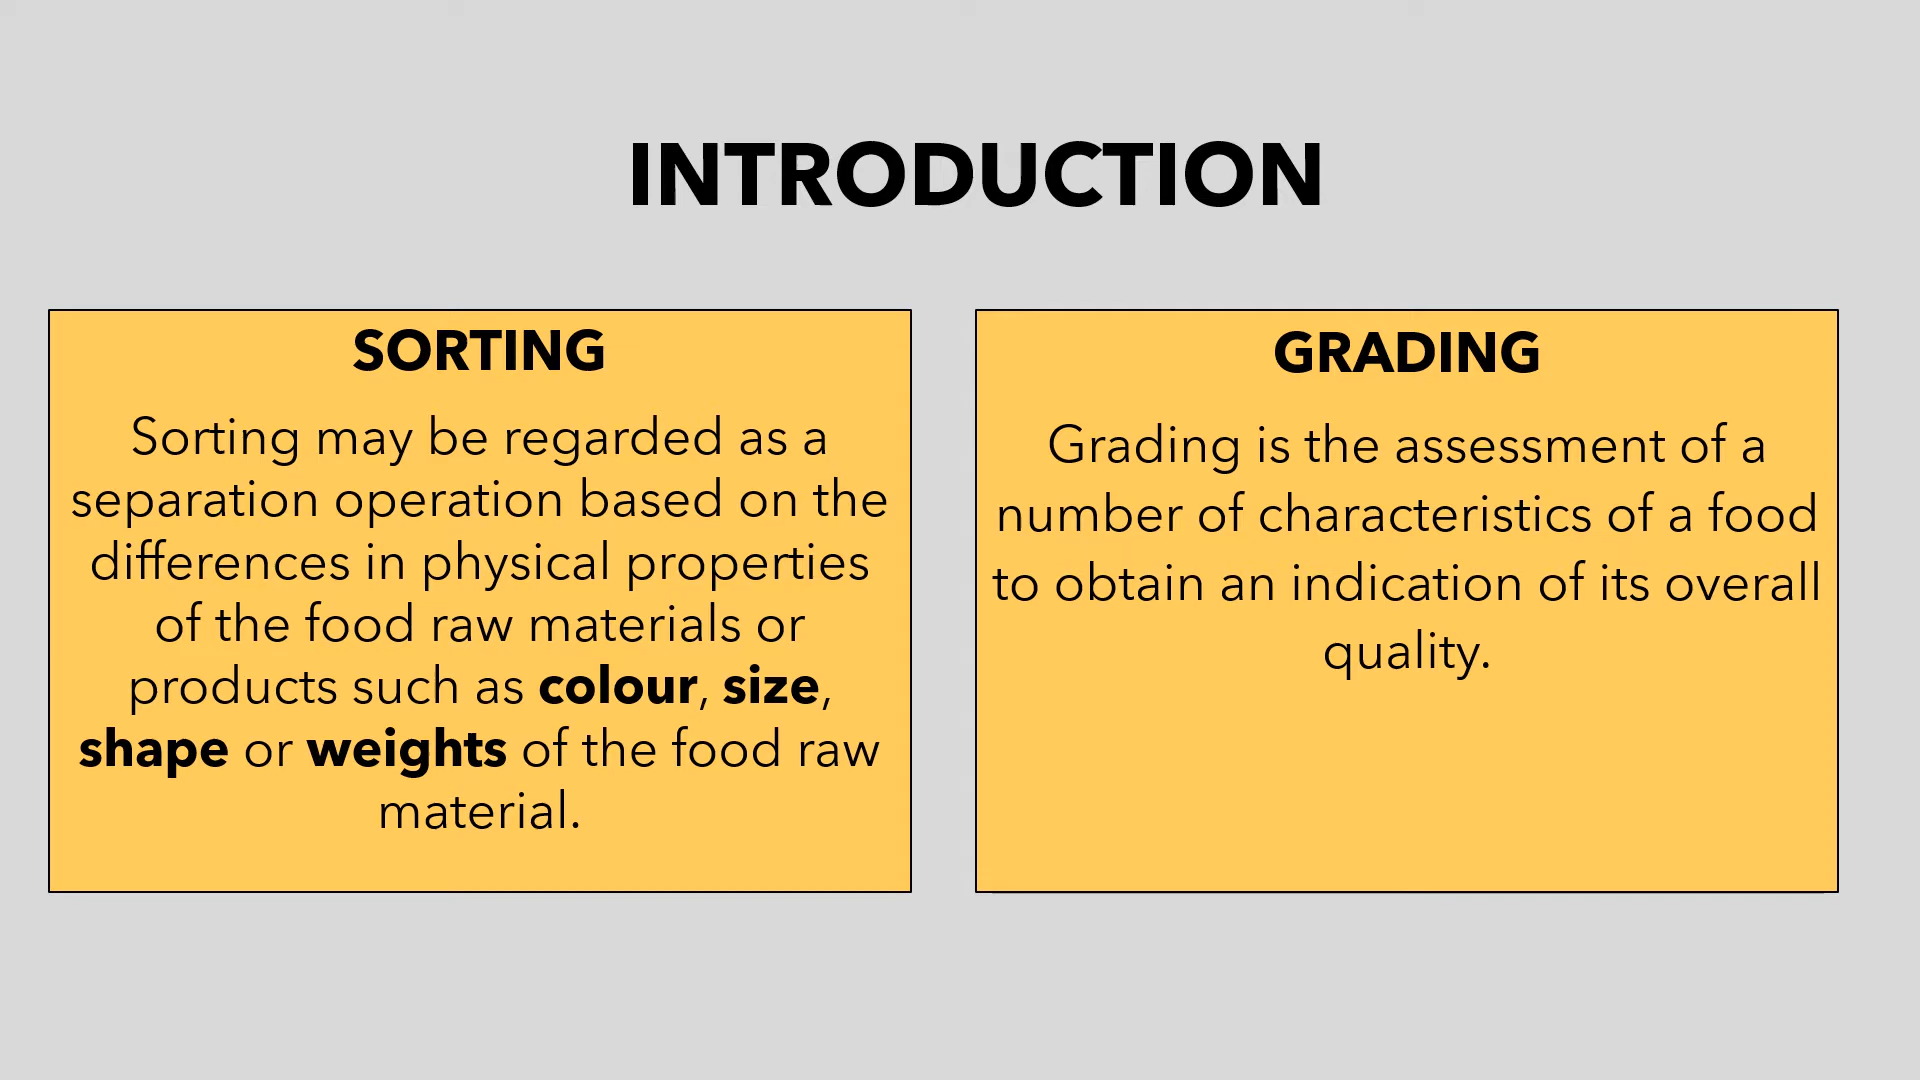 INTRODUCTION
SORTING
Sorting may be regarded as a
separation operation based on the
differences in physical properties
of the food raw materials or
products such as colour, size,
shape or weights of the food raw
material.
GRADING
Grading is the assessment of a
number of characteristics of a food
to obtain an indication of its overall
quality.